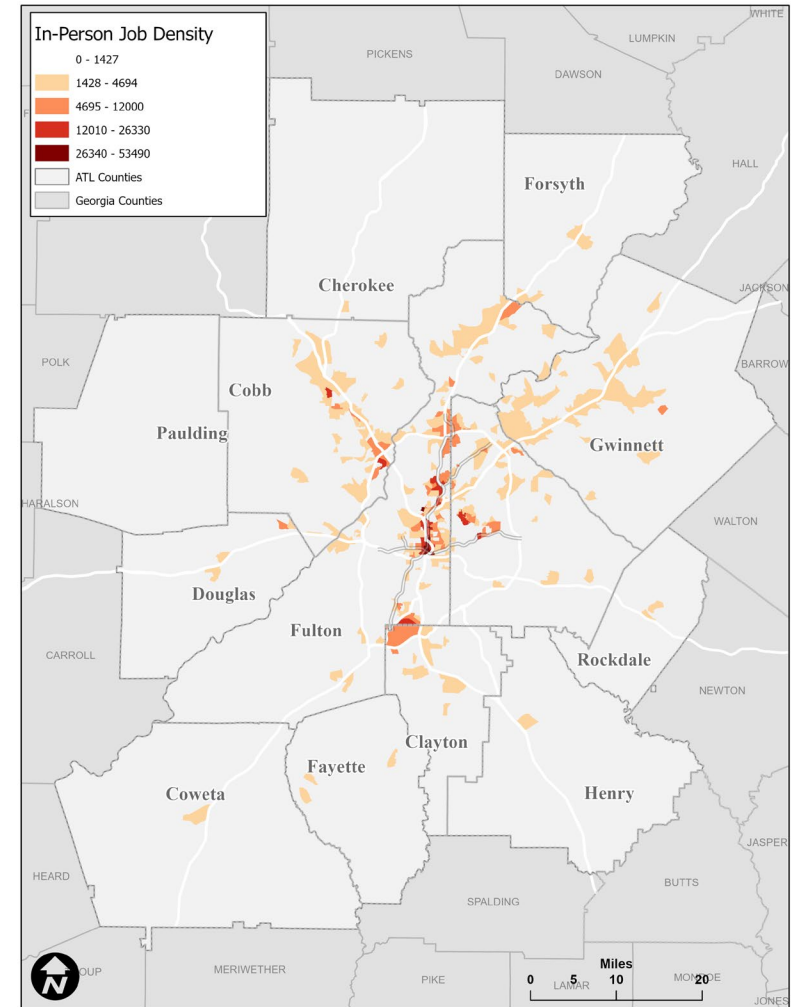 WHITE
In-Person Job Density
0 - 1427
1428 - 4694
4695 - 12000
12010 - 26330
26340 - 53490
ATL Counties
Georgia Counties
LUMPKIN
PICKENS
DAWSON
F
HALL
Forsyth
Cherokee
JACKSON
POLK
BARROW
Cobb
Paulding
Gwinnett
HARALSON
WALTON
Douglas
Fulton
CARROLL
Rockdale
NEWTON
Clayton
Fayette
Coweta
Henry
JASPER
HEARD
BUTTS
SPALDING
Miles
N
OUP
MERIWETHER
PIKE
0 5 10 20
LAMAR
MONROE
JONES